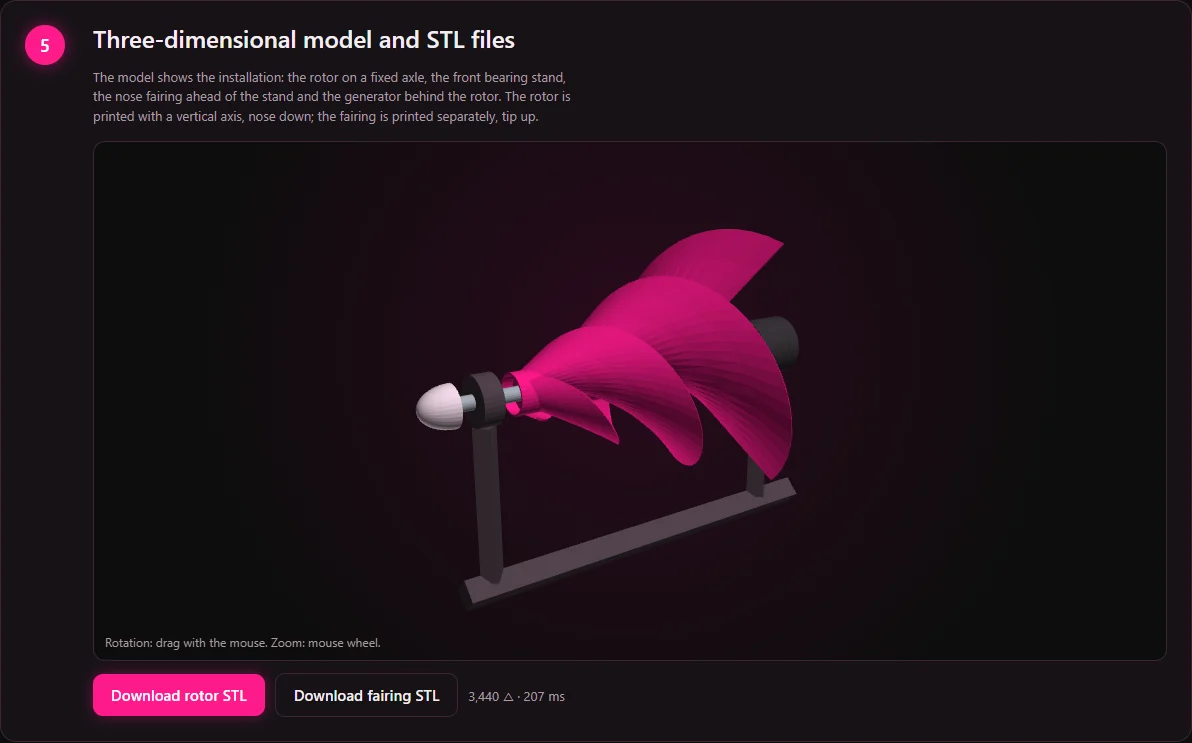 5
Three-dimensional model and STL files
The model shows the installation: the rotor on a fixed axle, the front bearing stand,
the nose fairing ahead of the stand and the generator behind the rotor. The rotor is
printed with a vertical axis, nose down; the fairing is printed separately, tip up.
Rotation: drag with the mouse. Zoom: mouse wheel.
Download rotor STL
Download fairing STL
3,440 △ · 207 ms